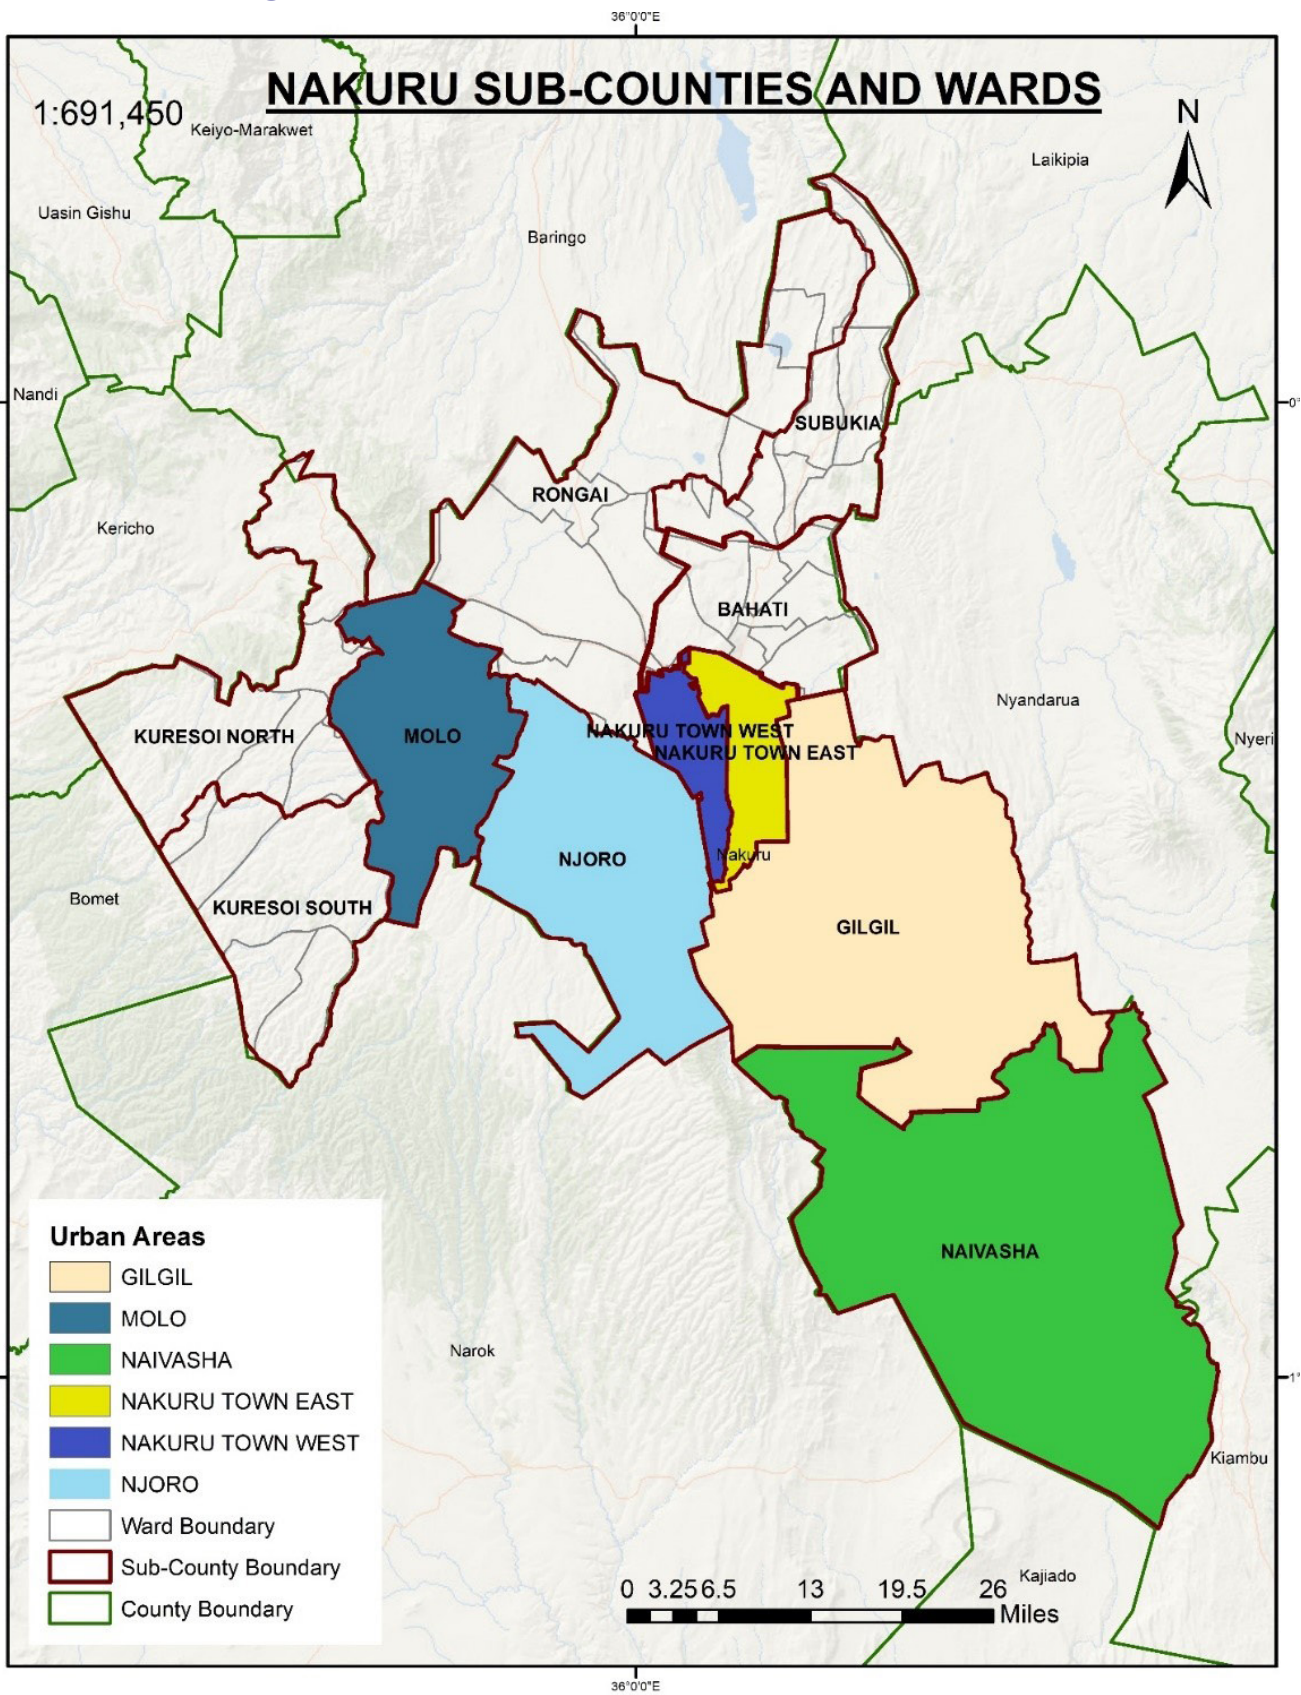 36°0'0"E
NAKURU SUB-COUNTIES AND WARDS
1:691,450
Keiyo-Marakwet
N
Laikipia
Uasin Gishu
Baringo
Nandi
0°
SUBUKIA
RONGAI
Kericho
BAHATI
Nyandarua
KURESOI NORTH
MOLO
NAKURU TOWN WEST
Nyeri
NAKURU TOWN EAST
NJORO
Nakuru
Bomet
KURESOI SOUTH
GILGIL
NAIVASHA
Urban Areas
GILGIL
MOLO
NAIVASHA
NAKURU TOWN EAST
NAKURU TOWN WEST
NJORO
Ward Boundary
Sub-County Boundary
County Boundary
Narok
1°
Kiambu
Kajiado
0 3.25 6.5 13 19.5 26
Miles
36°0'0"E